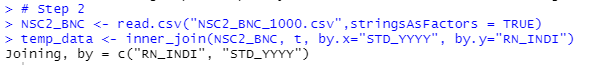 > # Step 2
> NSC2_BNC <- read.csv("NSC2_BNC_1000.csv",stringsAsFactors = TRUE)
> temp_data <- inner_join(NSC2_BNC, t, by.x="STD_YYYY", by.y="RN_INDI")
Joining, by = c("RN_INDI", "STD_YYYY")